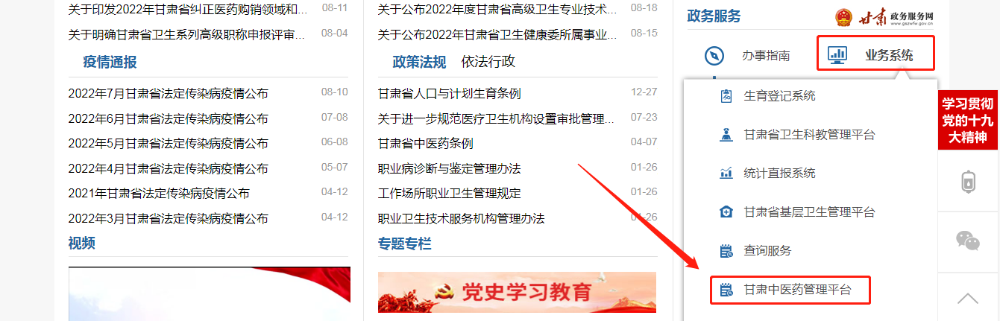 关于印发2022年甘肃省纠正医药购销领域和... 08-11
关于明确甘肃省卫生系列高级职称申报评审... 08-04
疫情通报
2022年7月甘肃省法定传染病疫情公布 08-10
2022年6月甘肃省法定传染病疫情公布 07-08
2022年5月甘肃省法定传染病疫情公布 06-08
2022年4月甘肃省法定传染病疫情公布 05-07
2021年甘肃省法定传染病疫情公布 04-12
2022年3月甘肃省法定传染病疫情公布 04-12
视频
关于公布2022年度甘肃省高级卫生专业技术... 08-18
关于公布2022年甘肃省卫生健康委所属事业... 08-15
政策法规 依法行政
甘肃省人口与计划生育条例 12-27
关于进一步规范医疗卫生机构设置审批管理... 07-23
甘肃省中医药条例 04-07
职业病诊断与鉴定管理办法 01-26
工作场所职业卫生管理规定 01-26
职业卫生技术服务机构管理办法 01-26
专题专栏
党史学习教育
政务服务
甘肃 政务服务网
www.gszwfw.gov.cn
办事指南 业务系统
生育登记系统
甘肃省卫生科教管理平台
统计直报系统
甘肃省基层卫生管理平台
查询服务
甘肃中医药管理平台
学习贯彻
党的十九
大精神